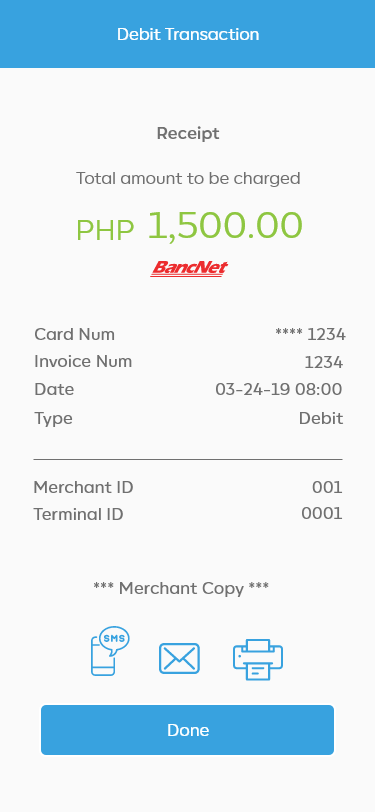 Debit Transaction
Receipt
Total amount to be charged
PHP 1,500.00
BancNet
Card Num **** 1234
Invoice Num 1234
Date 03-24-19 08:00
Type Debit
Merchant ID 001
Terminal ID 0001
*** Merchant Copy ***
SMS
Done